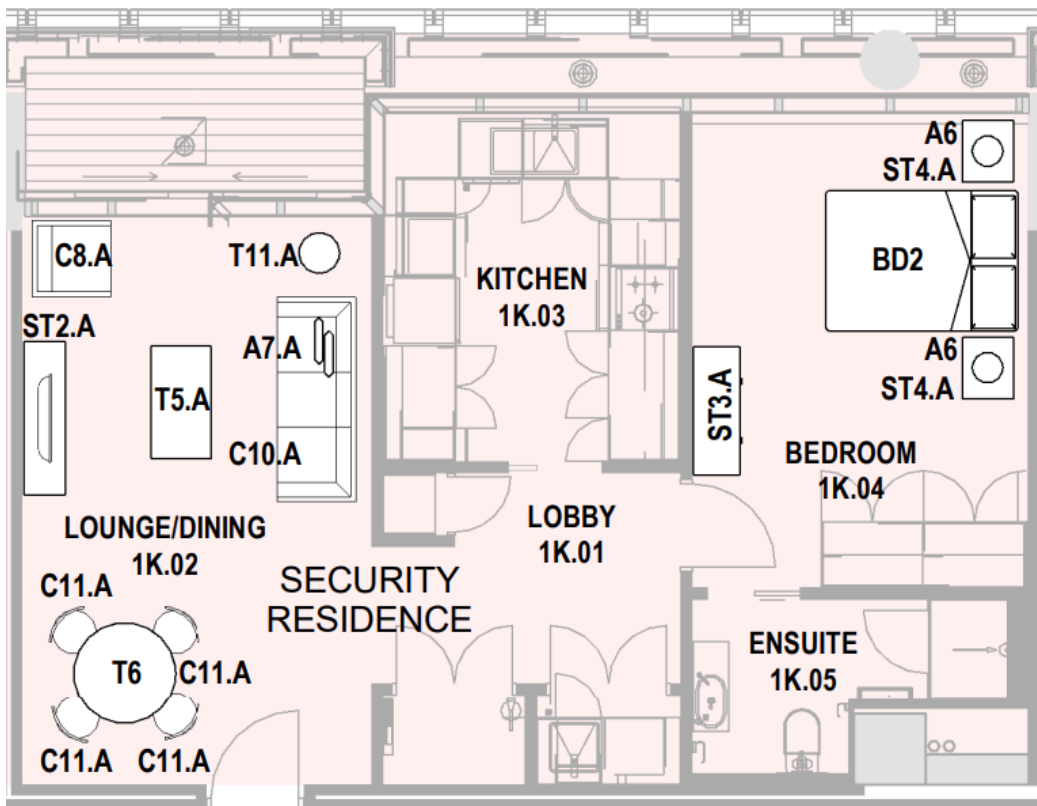 A6
ST4.A
C8.A
T11.A
BD2
KITCHEN
1K.03
ST2.A
A7.A
A6
ST4.A
T5.A
ST3.A
C10.A
BEDROOM
1K.04
LOUNGE/DINING
1K.02
LOBBY
1K.01
SECURITY
RESIDENCE
C11.A
ENSUITE
1K.05
T6
C11.A
C11.A
C11.A